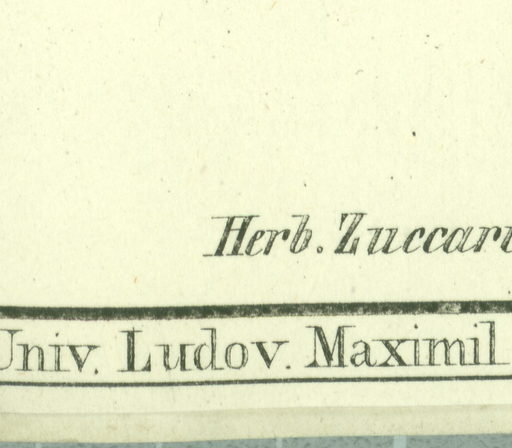 Herb. Zuccari
Univ. Ludov. Maximil